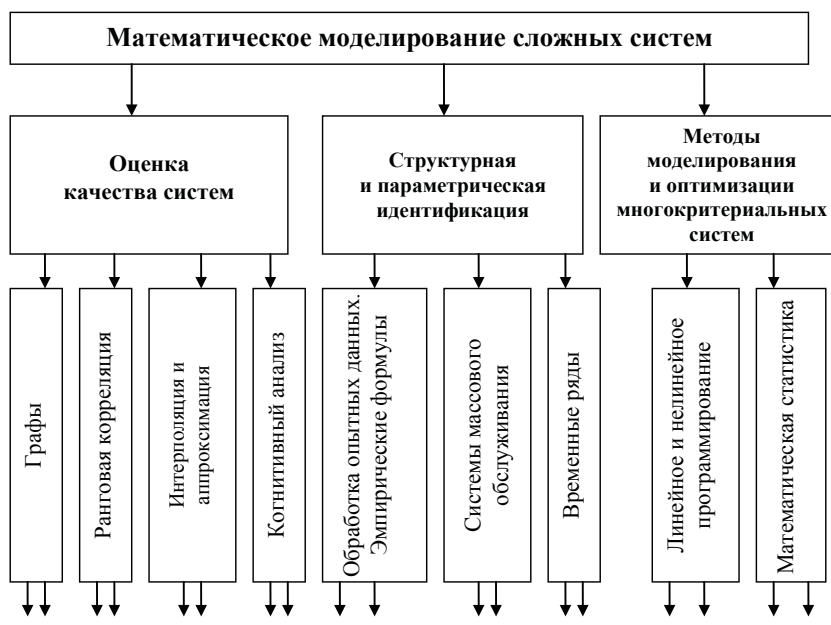 Математическое моделирование сложных систем
Оценка
качества систем
Структурная
и параметрическая
идентификация
Методы
моделирования
и оптимизации
многокритериальных
систем
Графы
Ранговая корреляция
Интерполяция и
аппроксимация
Когнитивный анализ
Обработка опытных данных.
Эмпирические формулы
Системы массового
обслуживания
Временные ряды
Линейное и нелинейное
программирование
Математическая статистика